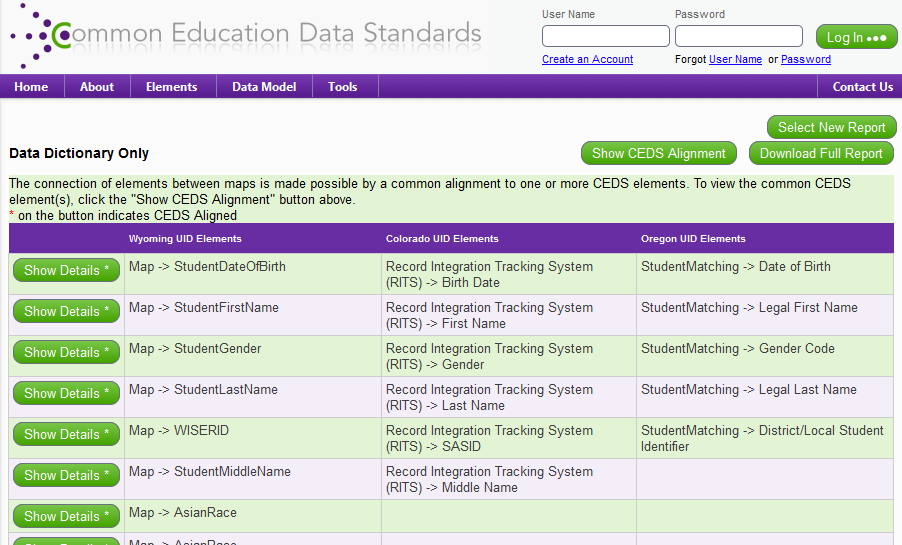 Common Education Data Standards
User Name
Password
Log In
Create an Account
Forgot User Name or Password
Home
About
Elements
Data Model
Tools
Contact Us
Select New Report
Data Dictionary Only
Show CEDS Alignment
Download Full Report
The connection of elements between maps is made possible by a common alignment to one or more CEDS elements. To view the common CEDS
element(s), click the "Show CEDS Alignment" button above.
* on the button indicates CEDS Aligned
Wyoming UID Elements
Colorado UID Elements
Oregon UID Elements
Show Details *
Map -> StudentDateOfBirth
Record Integration Tracking System
(RITS) -> Birth Date
StudentMatching -> Date of Birth
Show Details *
Map -> StudentFirstName
Record Integration Tracking System
(RITS) -> First Name
StudentMatching -> Legal First Name
Show Details *
Map -> StudentGender
Record Integration Tracking System
(RITS) -> Gender
StudentMatching -> Gender Code
Show Details *
Map -> StudentLastName
Record Integration Tracking System
(RITS) -> Last Name
StudentMatching -> Legal Last Name
Show Details *
Map -> WISERID
Record Integration Tracking System
(RITS) -> SASID
StudentMatching -> District/Local Student
Identifier
Show Details *
Map -> StudentMiddleName
Record Integration Tracking System
(RITS) -> Middle Name
Show Details *
Map -> AsianRace